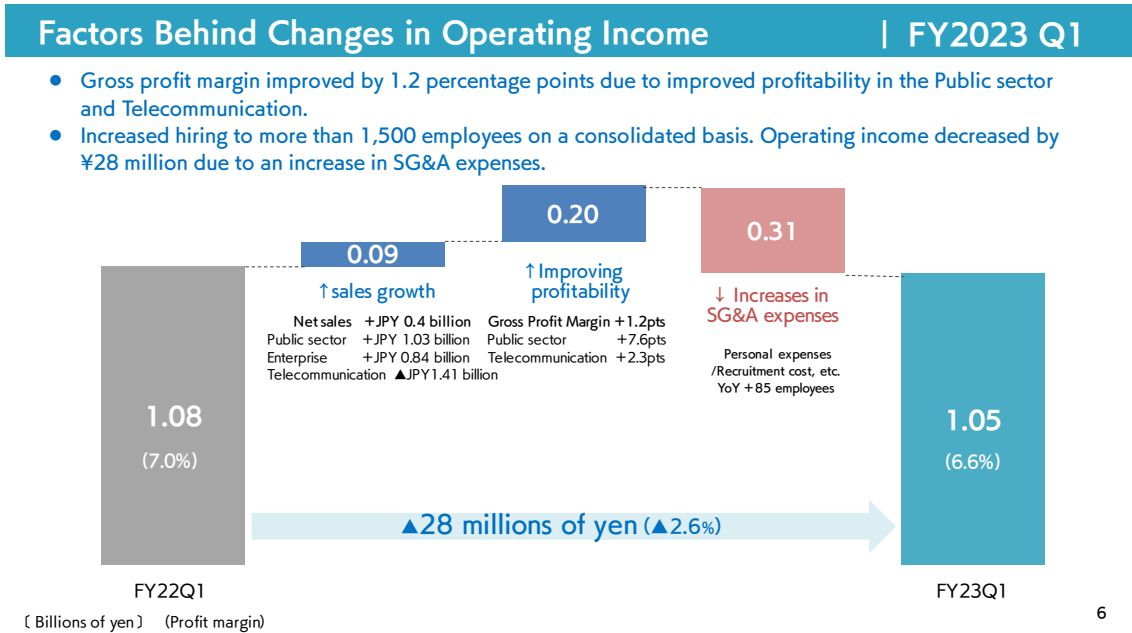 Factors Behind Changes in Operating Income | FY2023 Q1
● Gross profit margin improved by 1.2 percentage points due to improved profitability in the Public sector
and Telecommunication.
● Increased hiring to more than 1,500 employees on a consolidated basis. Operating income decreased by
¥28 million due to an increase in SG&A expenses.
1.08
(7.0%)
0.09
↑sales growth
Net sales +JPY 0.4 billion
Public sector +JPY 1.03 billion
Enterprise +JPY 0.84 billion
Telecommunication ▲JPY1.41 billion
0.20
↑Improving
profitability
Gross Profit Margin +1.2pts
Public sector +7.6pts
Telecommunication +2.3pts
0.31
↓ Increases in
SG&A expenses
Personal expenses
/Recruitment cost, etc.
YoY +85 employees
1.05
(6.6%)
▲28 millions of yen (▲2.6%)
FY22Q1
FY23Q1
〔 Billions of yen 〕 (Profit margin)
6